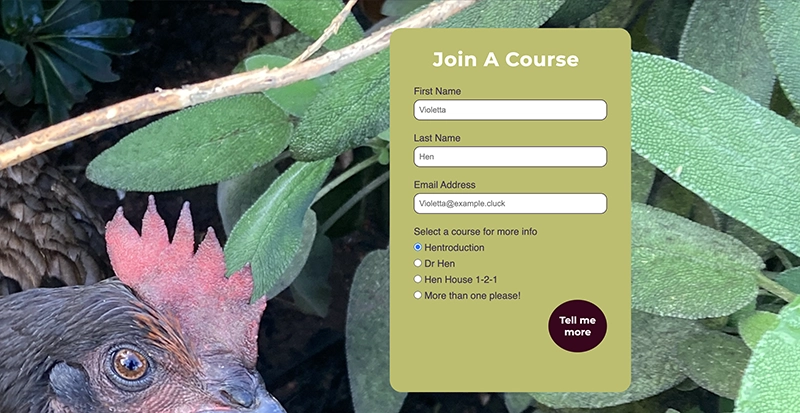 Join A Course
First Name
Violetta
Last Name
Hen
Email Address
Violetta@example.cluck
Select a course for more info
Hentroduction
Dr Hen
Hen House 1-2-1
More than one please!
Tell me
more